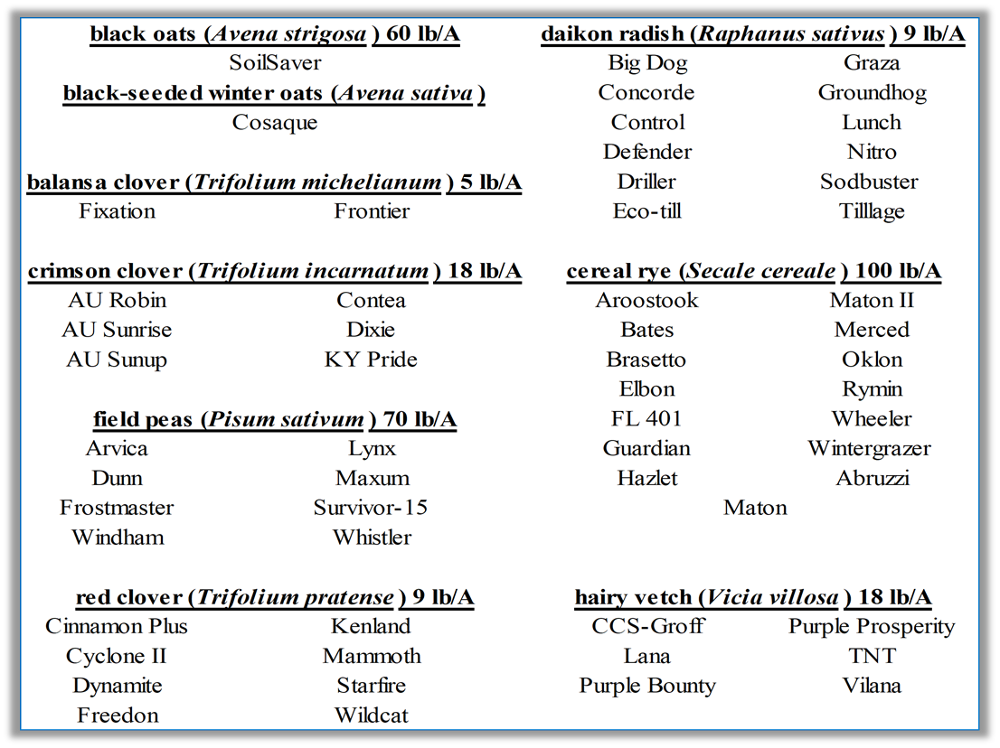 black oats (Avena strigosa ) 60 lb/A
SoilSaver
black-seeded winter oats (Avena sativa )
Cosaque
balansa clover (Trifolium michelianum ) 5 lb/A
Fixation Frontier
crimson clover (Trifolium incarnatum ) 18 lb/A
AU Robin Contea
AU Sunrise Dixie
AU Sunup KY Pride
field peas (Pisum sativum ) 70 lb/A
Arvica Lynx
Dunn Maxum
Frostmaster Survivor-15
Windham Whistler
red clover (Trifolium pratense ) 9 lb/A
Cinnamon Plus Kenland
Cyclone II Mammoth
Dynamite Starfire
Freedon Wildcat
daikon radish (Raphanus sativus ) 9 lb/A
Big Dog Graza
Concorde Groundhog
Control Lunch
Defender Nitro
Driller Sodbuster
Eco-till Tilllage
cereal rye (Secale cereale ) 100 lb/A
Aroostook Maton II
Bates Merced
Brasetto Oklon
Elbon Rymin
FL 401 Wheeler
Guardian Wintergrazer
Hazlet Abruzzi
Maton
hairy vetch (Vicia villosa ) 18 lb/A
CCS-Groff Purple Prosperity
Lana TNT
Purple Bounty Vilana